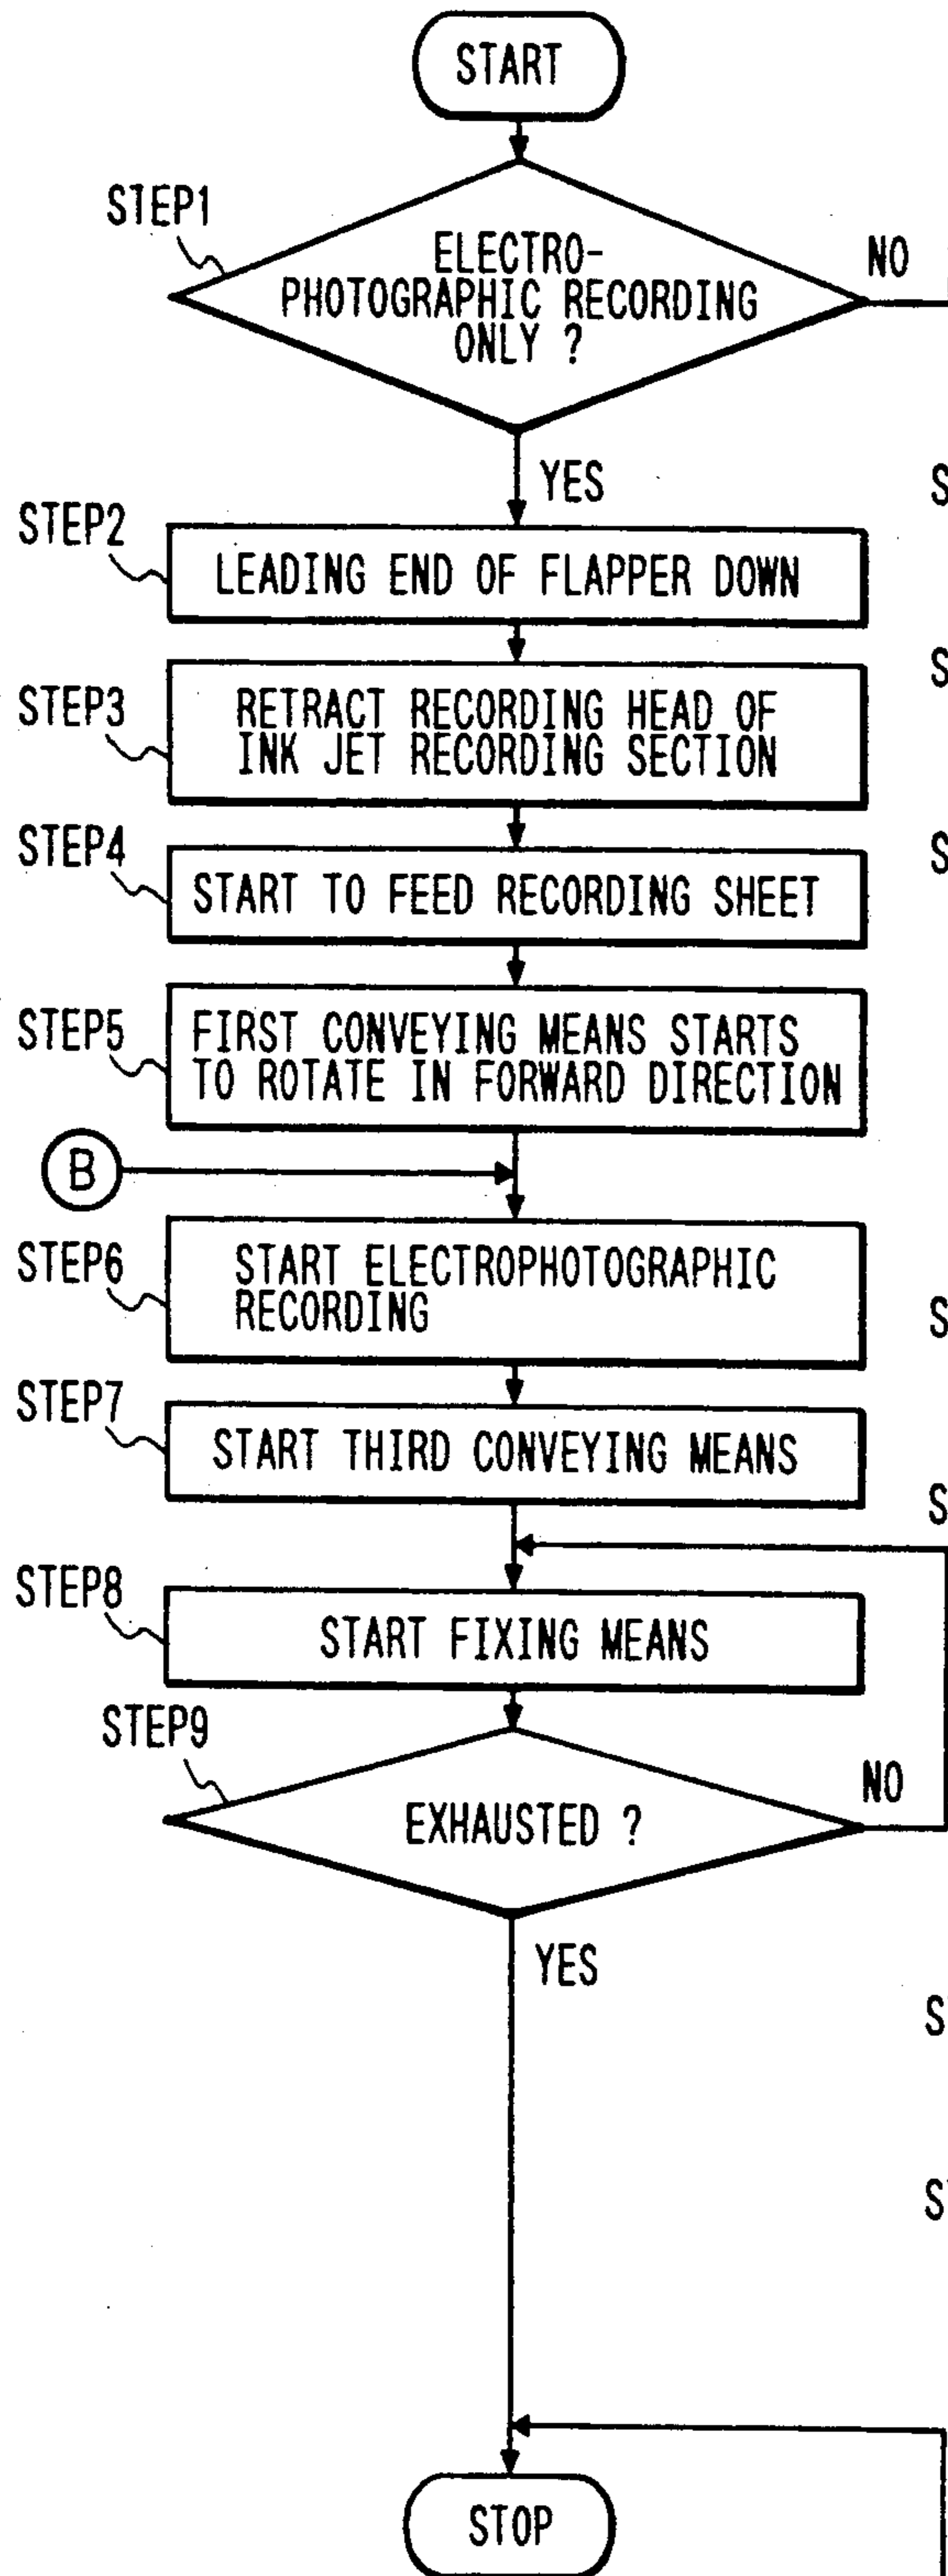 START
STEP1
ELECTRO-
PHOTOGRAPHIC RECORDING
ONLY ?
NO
YES
STEP2
LEADING END OF FLAPPER DOWN
STEP3
RETRACT RECORDING HEAD OF
INK JET RECORDING SECTION
STEP4
START TO FEED RECORDING SHEET
STEP5
FIRST CONVEYING MEANS STARTS
TO ROTATE IN FORWARD DIRECTION
B
STEP6
START ELECTROPHOTOGRAPHIC
RECORDING
STEP7
START THIRD CONVEYING MEANS
STEP8
START FIXING MEANS
STEP9
EXHAUSTED ?
NO
YES
STOP